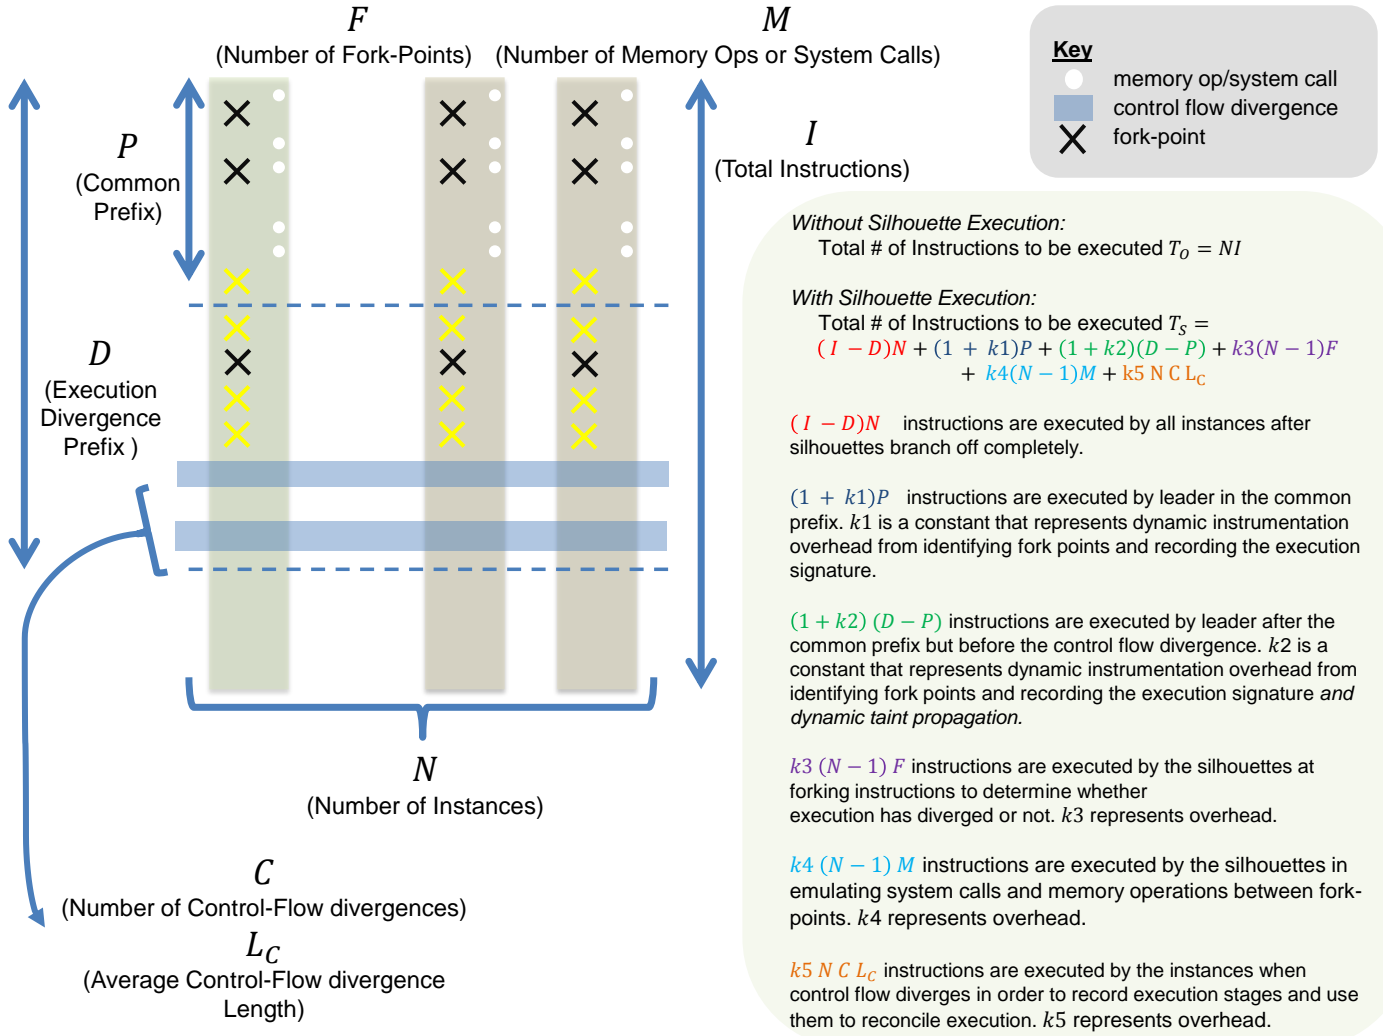 F
(Number of Fork-Points)
M
(Number of Memory Ops or System Calls)
P
(Common
Prefix)
I
(Total Instructions)
D
(Execution
Divergence
Prefix )
N
(Number of Instances)
C
(Number of Control-Flow divergences)
L_C
(Average Control-Flow divergence
Length)
Key
memory op/system call
control flow divergence
fork-point
Without Silhouette Execution:
Total # of Instructions to be executed T_O = NI
With Silhouette Execution:
Total # of Instructions to be executed T_S =
( I − D)N + (1 + k1)P + (1 + k2)(D − P) + k3(N − 1)F
+ k4(N − 1)M + k5 N C L_C
( I − D)N instructions are executed by all instances after
silhouettes branch off completely.
(1 + k1)P instructions are executed by leader in the common
prefix. k1 is a constant that represents dynamic instrumentation
overhead from identifying fork points and recording the execution
signature.
(1 + k2) (D − P) instructions are executed by leader after the
common prefix but before the control flow divergence. k2 is a
constant that represents dynamic instrumentation overhead from
identifying fork points and recording the execution signature and
dynamic taint propagation.
k3 (N − 1) F instructions are executed by the silhouettes at
forking instructions to determine whether
execution has diverged or not. k3 represents overhead.
k4 (N − 1) M instructions are executed by the silhouettes in
emulating system calls and memory operations between fork-
points. k4 represents overhead.
k5 N C L_C instructions are executed by the instances when
control flow diverges in order to record execution stages and use
them to reconcile execution. k5 represents overhead.